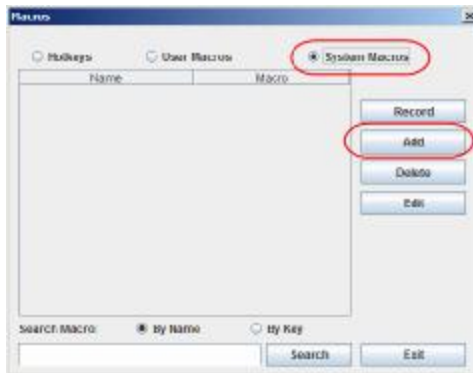 Macros
Hotkeys User Macros System Macros
Name Macro
Record
Add
Delete
Edit
Search Macro: By Name By Key
Search Exit